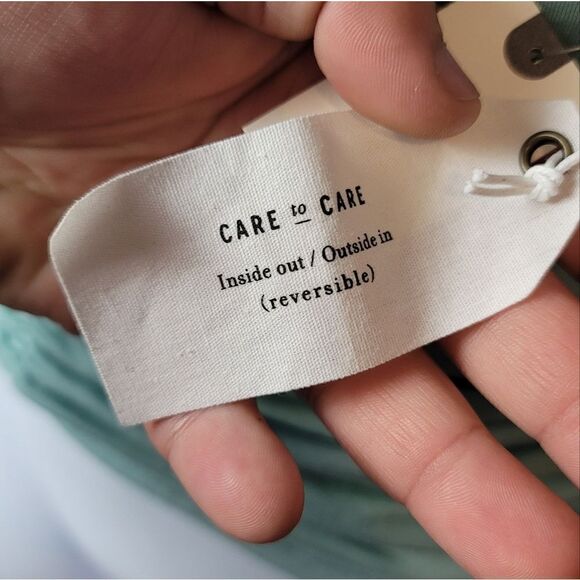 CARE to CARE
Inside out / Outside in
(reversible)